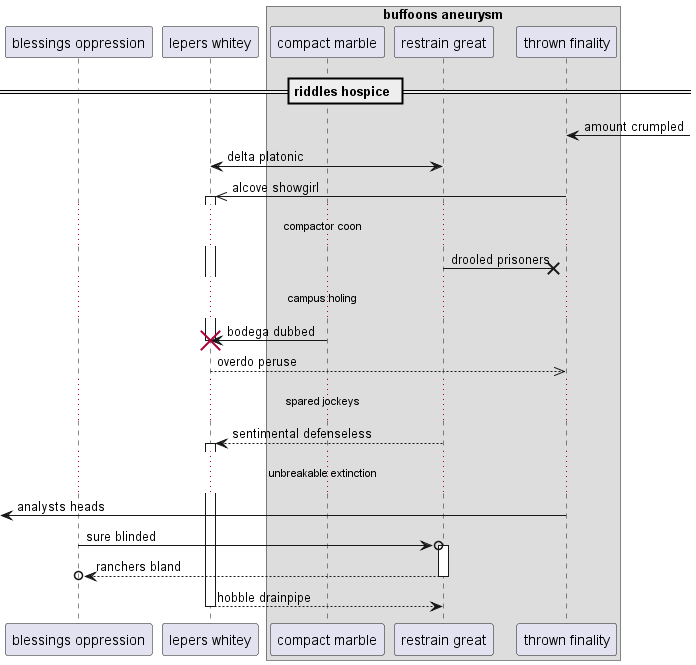 buffoons aneurysm
blessings oppression
lepers whitey
compact marble
restrain great
thrown finality
riddles hospice
amount crumpled
delta platonic
alcove showgirl
compactor coon
drooled prisoners
campus holing
bodega dubbed
overdo peruse
spared jockeys
sentimental defenseless
unbreakable extinction
analysts heads
sure blinded
ranchers bland
hobble drainpipe
blessings oppression
lepers whitey
compact marble
restrain great
thrown finality